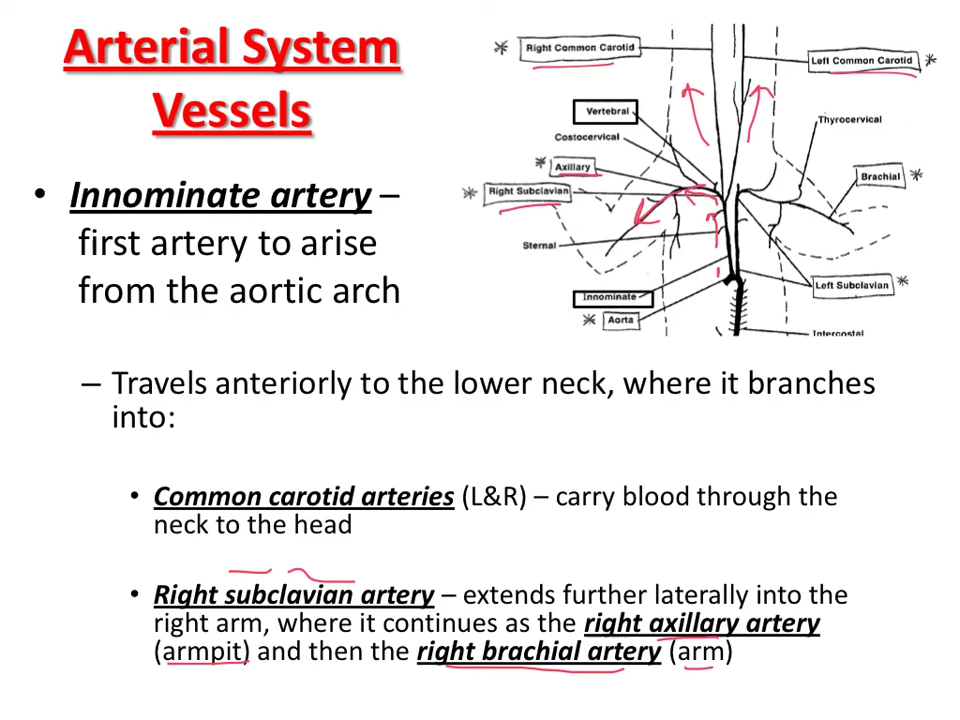 Arterial System
Vessels
• Innominate artery –
first artery to arise
from the aortic arch
– Travels anteriorly to the lower neck, where it branches
into:
• Common carotid arteries (L&R) – carry blood through the
neck to the head
• Right subclavian artery – extends further laterally into the
right arm, where it continues as the right axillary artery
(armpit) and then the right brachial artery (arm)
* Right Common Carotid
Left Common Carotid *
Vertebral
Thyrocervical
Costocervical
* Axillary
Brachial *
* Right Subclavian
Sternal
Left Subclavian *
Innominate
* Aorta
Intercostal